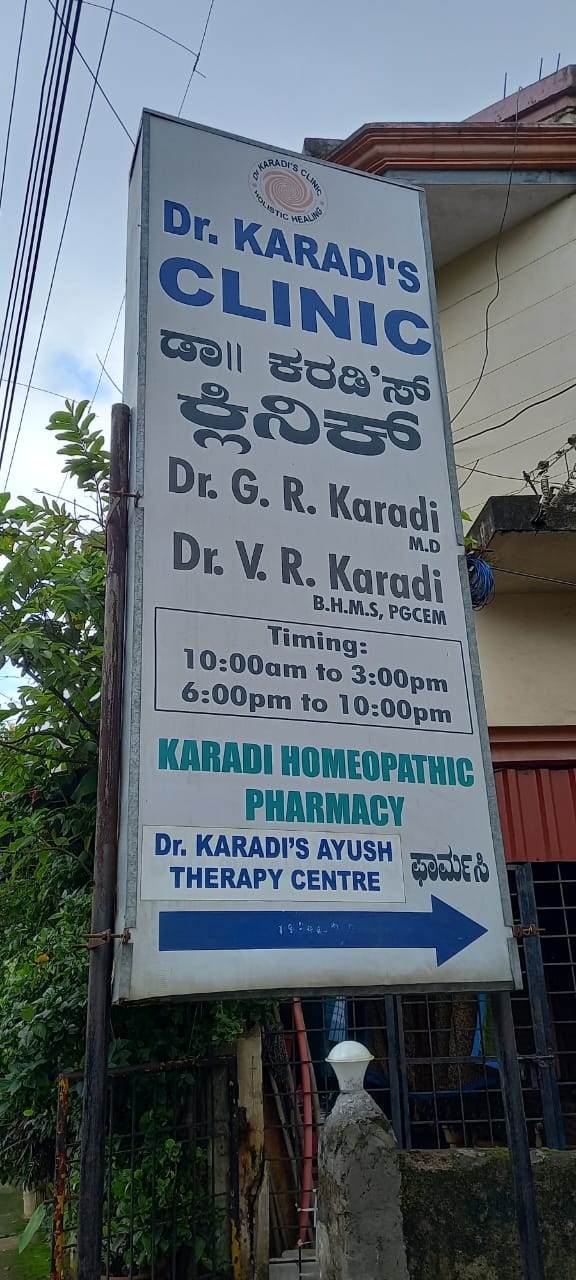 Dr KARADI'S CLINIC
HOLISTIC HEALING
Dr. KARADI'S
CLINIC
ಡಾ॥ ಕರಡಿ'ಸ್
ಕ್ಲಿನಿಕ್
Dr. G. R. Karadi
M.D
Dr. V. R. Karadi
B.H.M.S, PGCEM
Timing:
10:00am to 3:00pm
6:00pm to 10:00pm
KARADI HOMEOPATHIC
PHARMACY
Dr. KARADI'S AYUSH
THERAPY CENTRE
ಫಾರ್ಮಸಿ